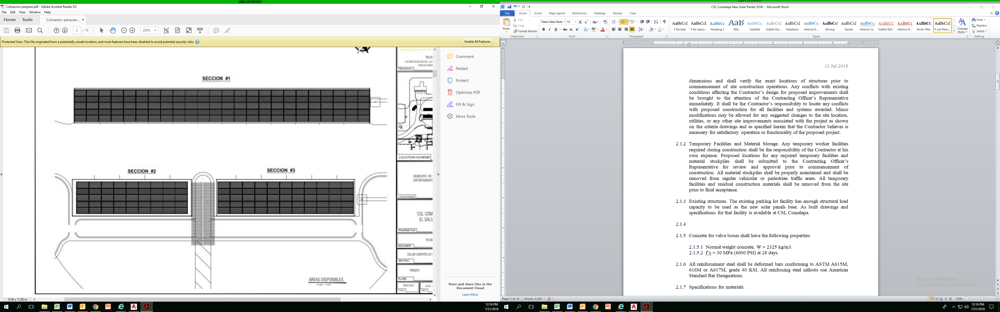 UNCLASSIFIED
Cotizacion parqueo.pdf - Adobe Acrobat Reader DC
File Edit View Window Help
Home Tools Cotizacion parqueo...
2 / 15 250%
Protected View: This file originated from a potentially unsafe location, and most features have been disabled to avoid potential security risks. Enable All Features
SECCION #1
SECCION #2
SECCION #3
AREAS DISPONIBLES.
PRESENTS:
LOCATION SCHEME
MUNICIPIO DE
DEPARTAMENT
LOCATION
CSL COM
EL SALV
PROPRIETOR:
TECN
DESIGNER:
SOLAR CARPOTS AT
PROYEC:
TRENCH
PLANE:
Comment
Redact
Protect
Optimize PDF
Fill & Sign
More Tools
Store and share files in the
Document Cloud
Learn More
8.50 x 11.00 in
12:16 PM
7/31/2018
UNCLASSIFIED
CSL Comalapa New Solar Panels SOW - Microsoft Word
File Home Insert Page Layout References Mailings Review View
Paste
Cut
Copy
Format Painter
Clipboard
Times New Rom 12
Font
Paragraph
AaBbCcI AaBbCcI AaBbCc AaB AaBbCc. AaBbCcL AaBbCcL AaBbCcL AaBbCcI AaBbCcL AaBbCcL AABBCC AABBCC AABBCC AaBbCcI
¶ Normal ¶ No Spaci... Heading 2 Title Subtitle Subtle Em... Emphasis Intense E... Strong Quote Intense Q... Subtle Ref... Intense R... Book Title ¶ List Para...
Styles
Change
Styles
Find
Replace
Select
Editing
31 Jul 2018
dimensions and shall verify the exact locations of structures prior to
commencement of site construction operations. Any conflicts with existing
conditions affecting the Contractor's design for proposed improvements shall
be brought to the attention of the Contracting Officer's Representative
immediately. It shall be the Contractor's responsibility to locate any conflicts
with proposed construction for all facilities and systems awarded. Minor
modifications may be allowed for any suggested changes to the site location,
utilities, or any other site improvements associated with the project as shown
on the criteria drawings and as specified herein that the Contractor believes is
necessary for satisfactory operation or functionality of the proposed project.
2.1.2 Temporary Facilities and Material Storage. Any temporary worker facilities
required during construction shall be the responsibility of the Contractor at his
own expense. Proposed locations for any required temporary facilities and
material stockpiles shall be submitted to the Contracting Officer's
Representative for review and approval prior to commencement of
construction. All material stockpiles shall be properly maintained and shall be
removed from regular vehicular or pedestrian traffic areas. All temporary
facilities and residual construction materials shall be removed from the site
prior to final acceptance.
2.1.3 Existing structures. The existing parking lot facility has enough structural load
capacity to be used as the new solar panels base. As built drawings and
specifications for that facility is available at CSL Comalapa.
2.1.4
2.1.5 Concrete for valve boxes shall have the following properties:
2.1.5.1 Normal weight concrete, W = 2325 kg/m3.
2.1.5.2 f'c = 30 MPa (4000 PSI) at 28 days.
2.1.6 All reinforcement steel shall be deformed bars conforming to ASTM A615M,
616M or A617M, grade 40 KSI. All reinforcing steel callouts use American
Standard Bar Designations.
2.1.7 Specifications for materials:
Activate Windows
Go to Settings to activate Windows.
Page: 2 of 10 Words: 2,043 120%
12:16 PM
7/31/2018